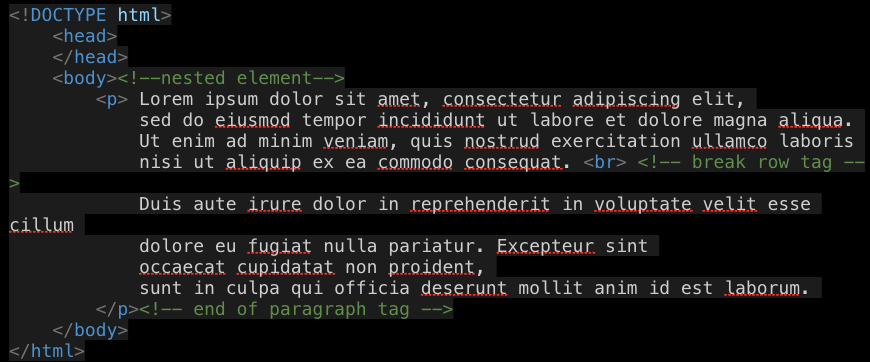 <!DOCTYPE html>
<head>
</head>
<body><!--nested element-->
<p> Lorem ipsum dolor sit amet, consectetur adipiscing elit,
sed do eiusmod tempor incididunt ut labore et dolore magna aliqua.
Ut enim ad minim veniam, quis nostrud exercitation ullamco laboris
nisi ut aliquip ex ea commodo consequat. <br> <!-- break row tag --
>
Duis aute irure dolor in reprehenderit in voluptate velit esse
cillum
dolore eu fugiat nulla pariatur. Excepteur sint
occaecat cupidatat non proident,
sunt in culpa qui officia deserunt mollit anim id est laborum.
</p><!-- end of paragraph tag -->
</body>
</html>